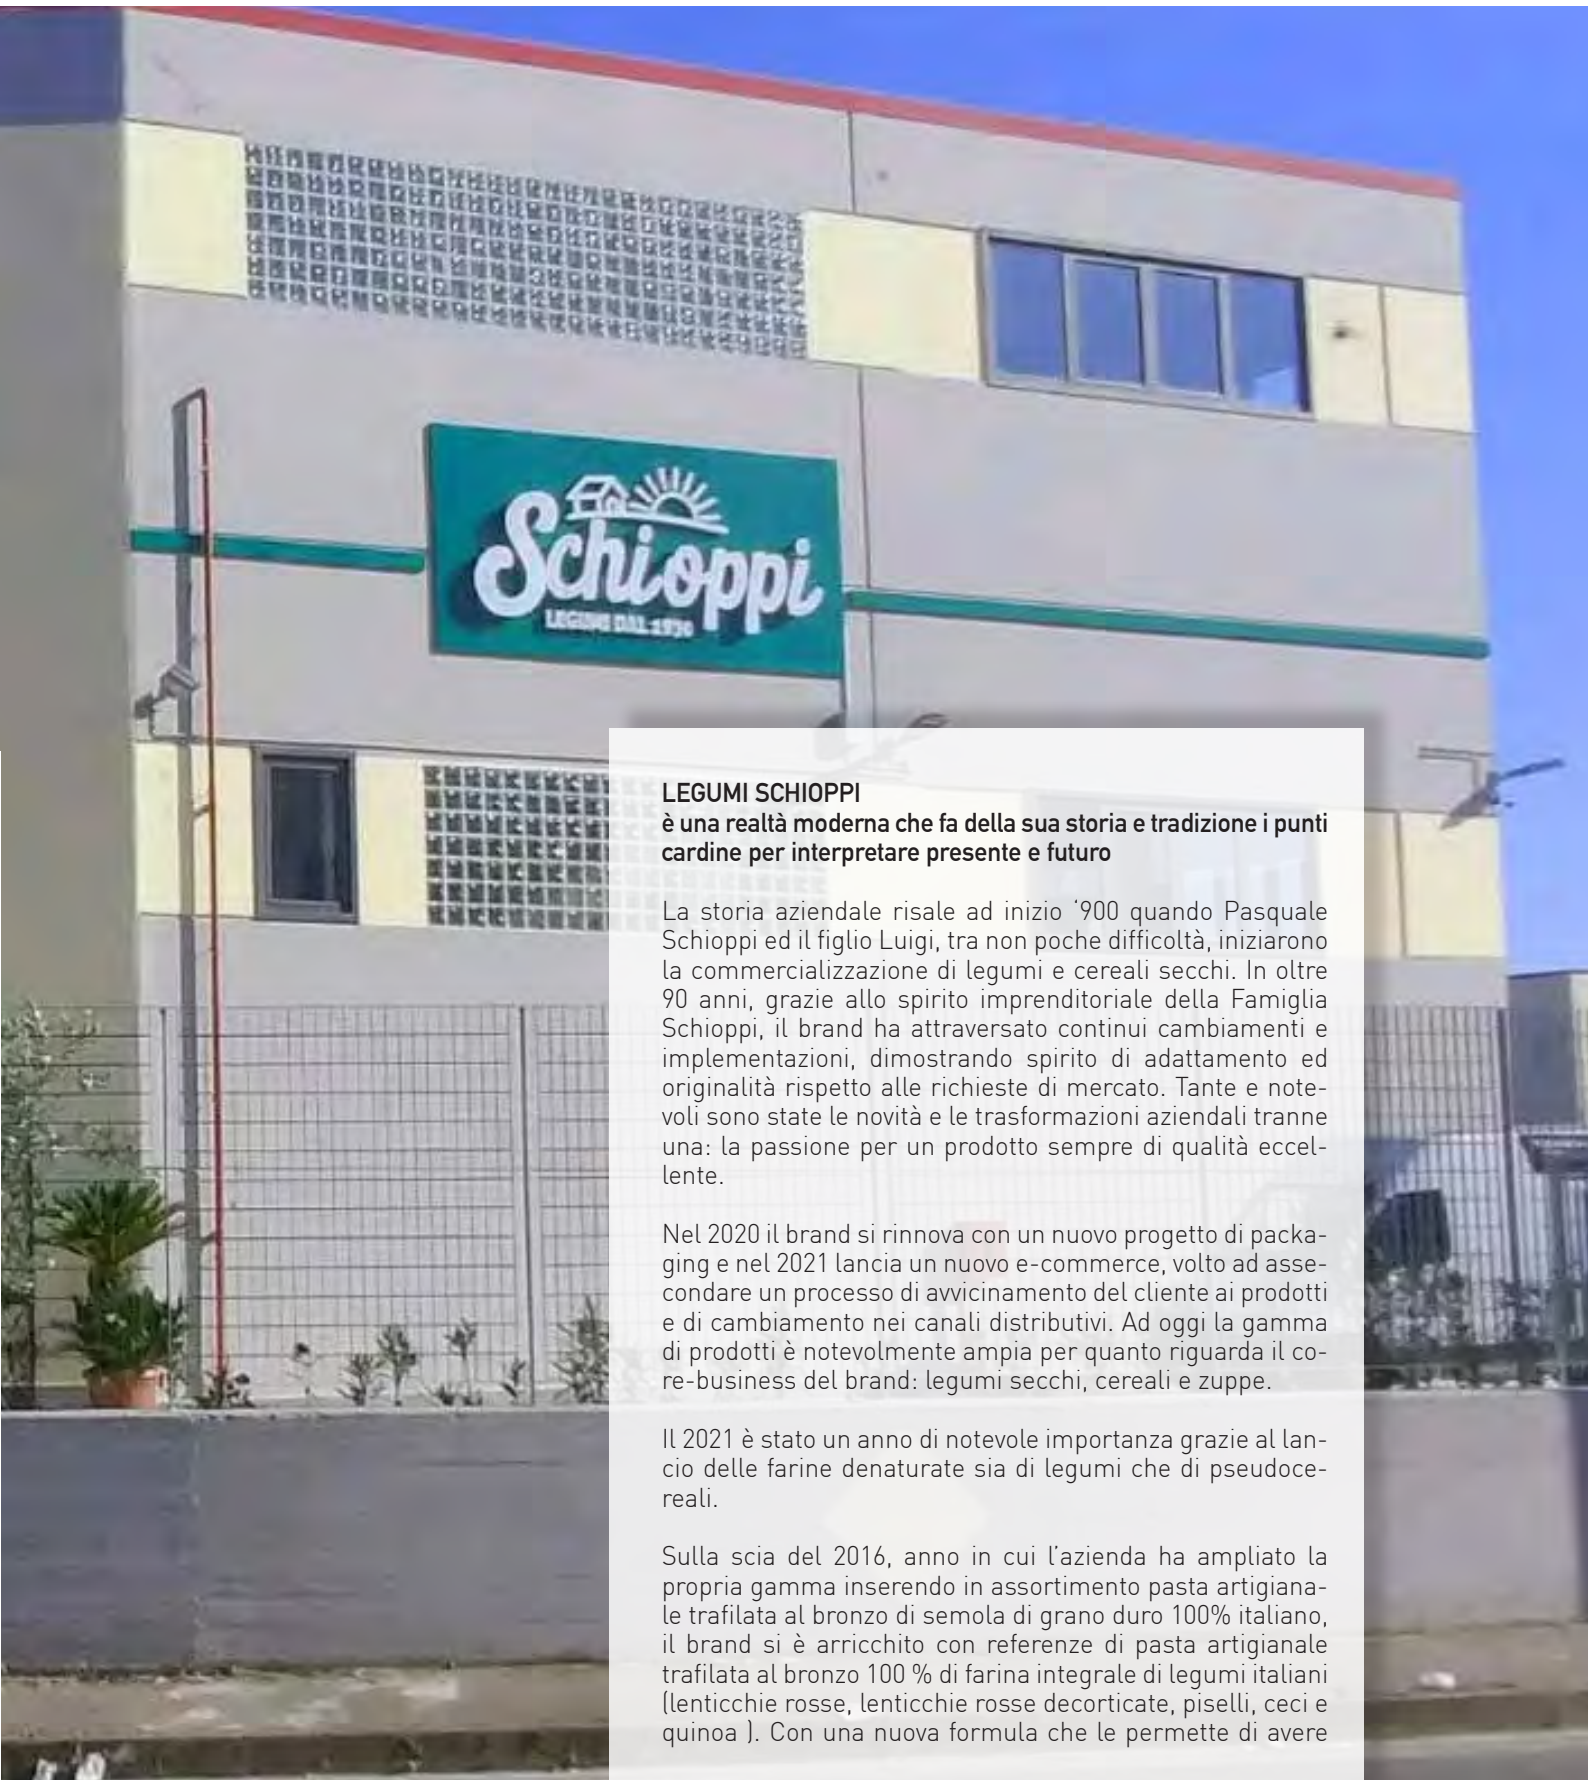 Schioppi
LEGUMI DAL 1930
LEGUMI SCHIOPPI
è una realtà moderna che fa della sua storia e tradizione i punti
cardine per interpretare presente e futuro
La storia aziendale risale ad inizio ‘900 quando Pasquale
Schioppi ed il figlio Luigi, tra non poche difficoltà, iniziarono
la commercializzazione di legumi e cereali secchi. In oltre
90 anni, grazie allo spirito imprenditoriale della Famiglia
Schioppi, il brand ha attraversato continui cambiamenti e
implementazioni, dimostrando spirito di adattamento ed
originalità rispetto alle richieste di mercato. Tante e note-
voli sono state le novità e le trasformazioni aziendali tranne
una: la passione per un prodotto sempre di qualità eccel-
lente.
Nel 2020 il brand si rinnova con un nuovo progetto di packa-
ging e nel 2021 lancia un nuovo e-commerce, volto ad asse-
condare un processo di avvicinamento del cliente ai prodotti
e di cambiamento nei canali distributivi. Ad oggi la gamma
di prodotti è notevolmente ampia per quanto riguarda il co-
re-business del brand: legumi secchi, cereali e zuppe.
Il 2021 è stato un anno di notevole importanza grazie al lan-
cio delle farine denaturate sia di legumi che di pseudoce-
reali.
Sulla scia del 2016, anno in cui l’azienda ha ampliato la
propria gamma inserendo in assortimento pasta artigiana-
le trafilata al bronzo di semola di grano duro 100% italiano,
il brand si è arricchito con referenze di pasta artigianale
trafilata al bronzo 100 % di farina integrale di legumi italiani
(lenticchie rosse, lenticchie rosse decorticate, piselli, ceci e
quinoa ). Con una nuova formula che le permette di avere